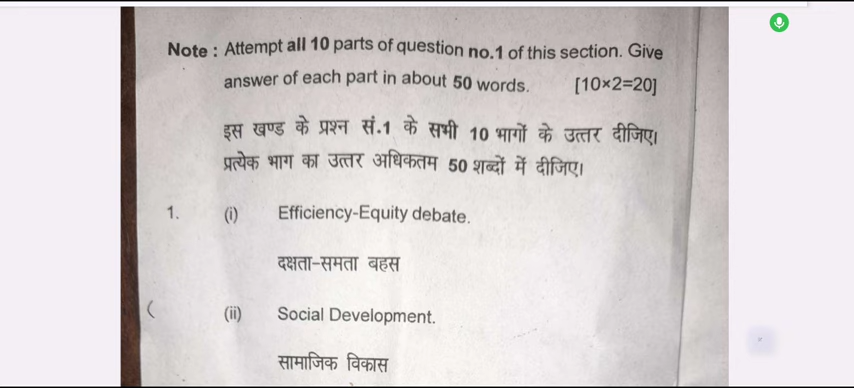 Note : Attempt all 10 parts of question no.1 of this section. Give
answer of each part in about 50 words. [10×2=20]
इस खण्ड के प्रश्न सं.1 के सभी 10 भागों के उत्तर दीजिए।
प्रत्येक भाग का उत्तर अधिकतम 50 शब्दों में दीजिए।
1. (i) Efficiency-Equity debate.
दक्षता-समता बहस
(ii) Social Development.
सामाजिक विकास